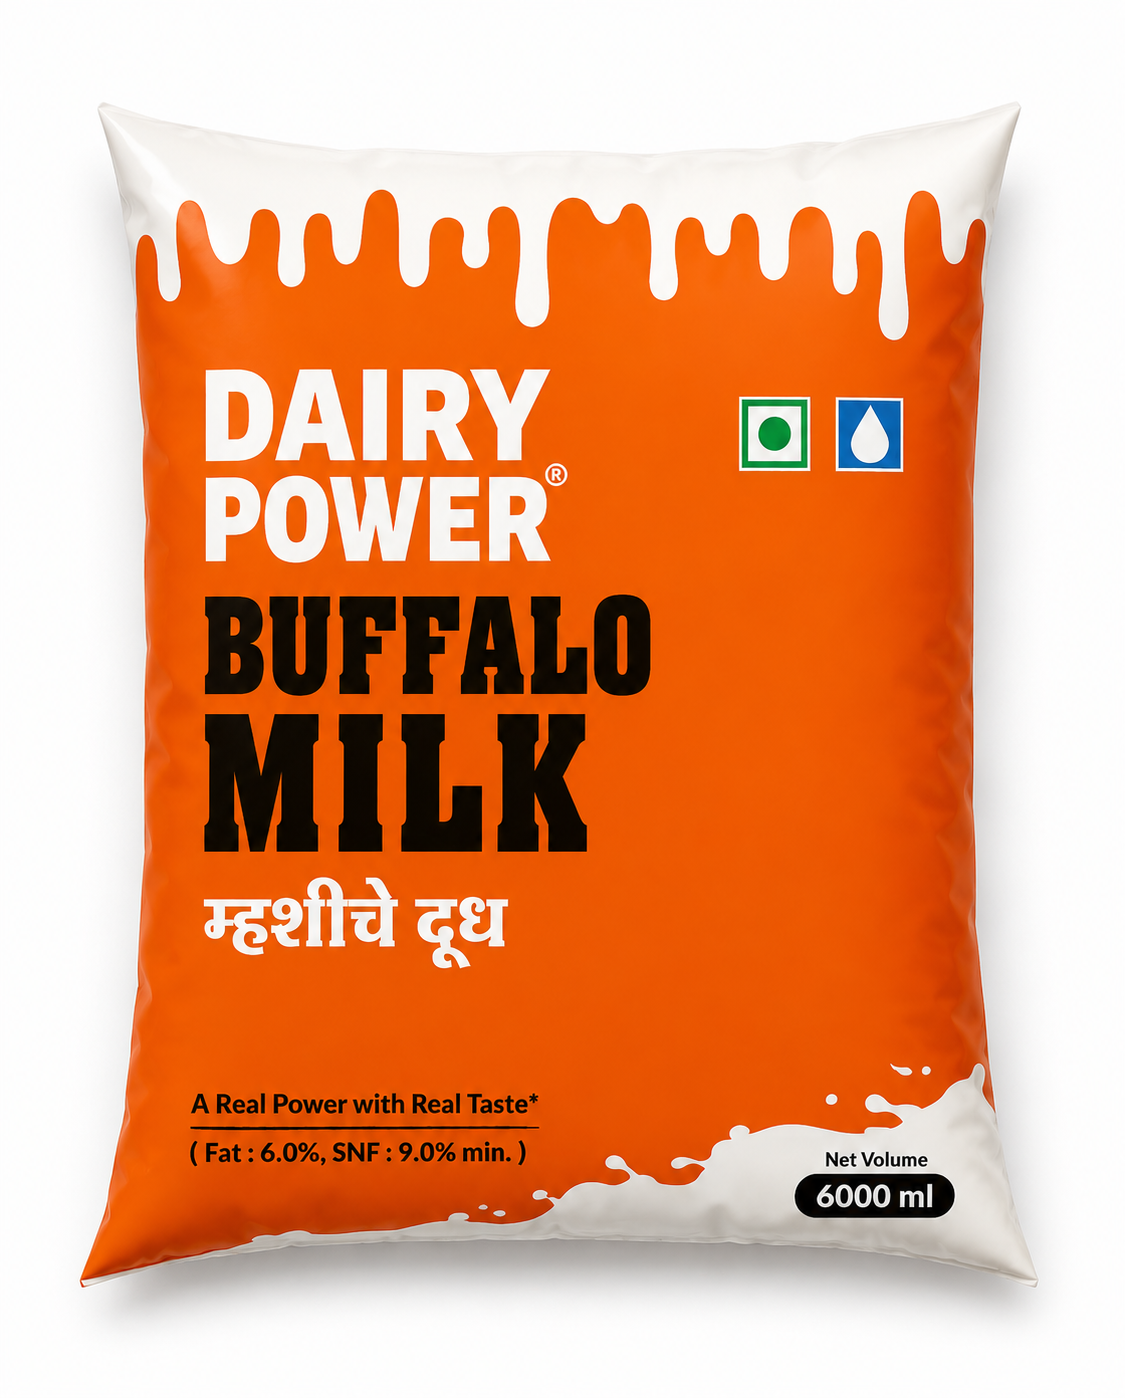 DAIRY
POWER®
BUFFALO
MILK
म्हशीचे दूध
A Real Power with Real Taste*
( Fat : 6.0%, SNF : 9.0% min. )
Net Volume
6000 ml